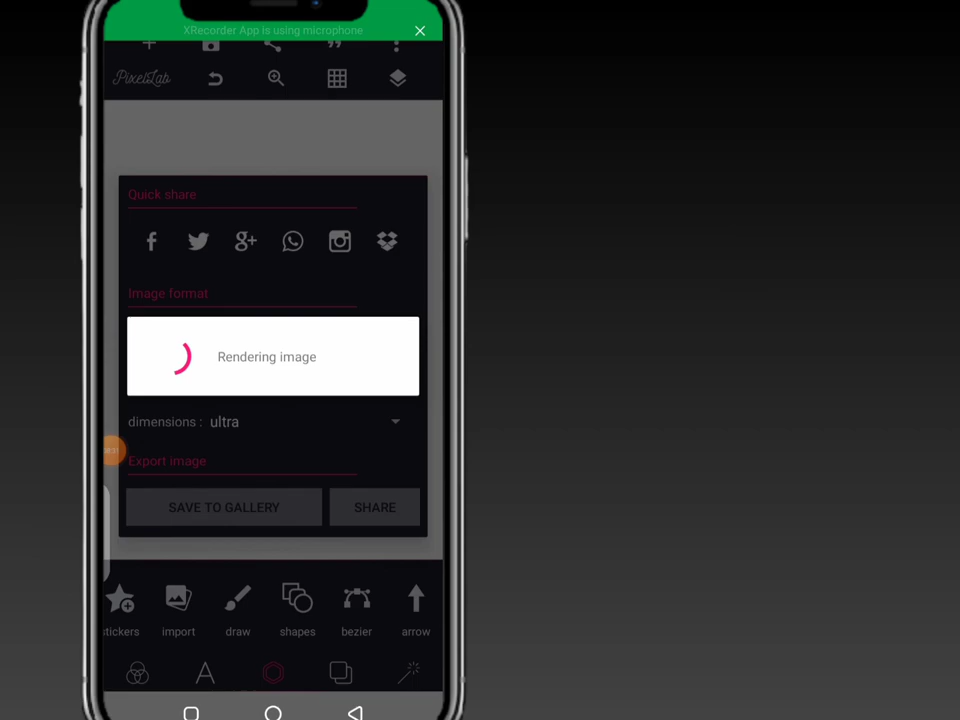 XRecorder App is using microphone
PixelLab
Quick share
Image format
Rendering image
dimensions : ultra
Export image
SAVE TO GALLERY SHARE
stickers import draw shapes bezier arrow